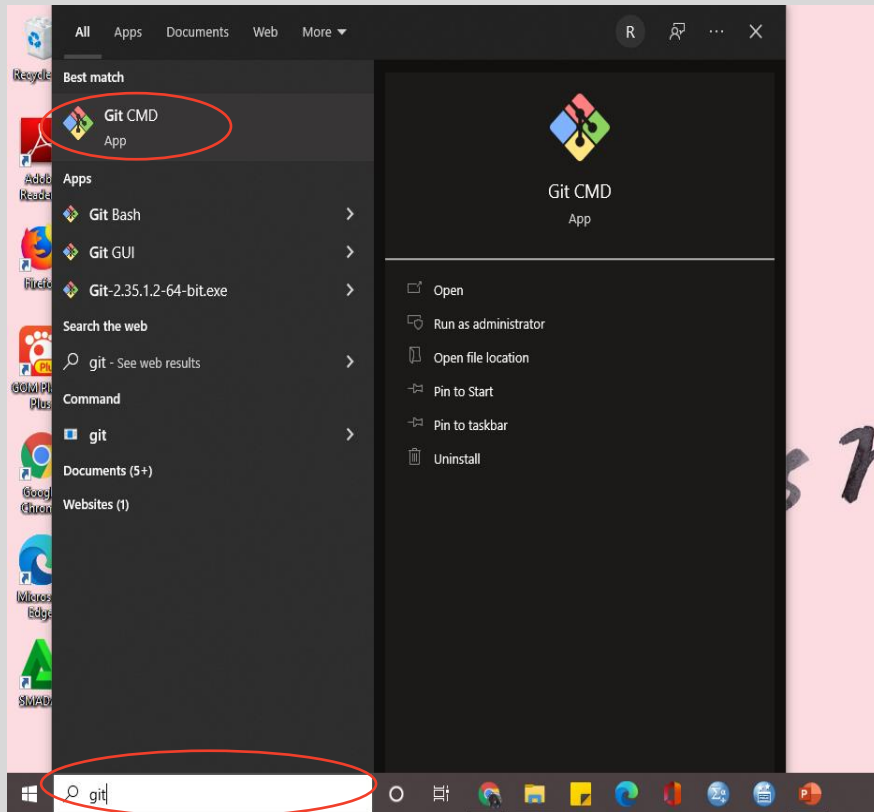 All Apps Documents Web More R
Best match
Git CMD
App
Apps
Git Bash
Git GUI
Git-2.35.1.2-64-bit.exe
Search the web
git - See web results
Command
git
Documents (5+)
Websites (1)
Git CMD
App
Open
Run as administrator
Open file location
Pin to Start
Pin to taskbar
Uninstall
Plus
Edge
git